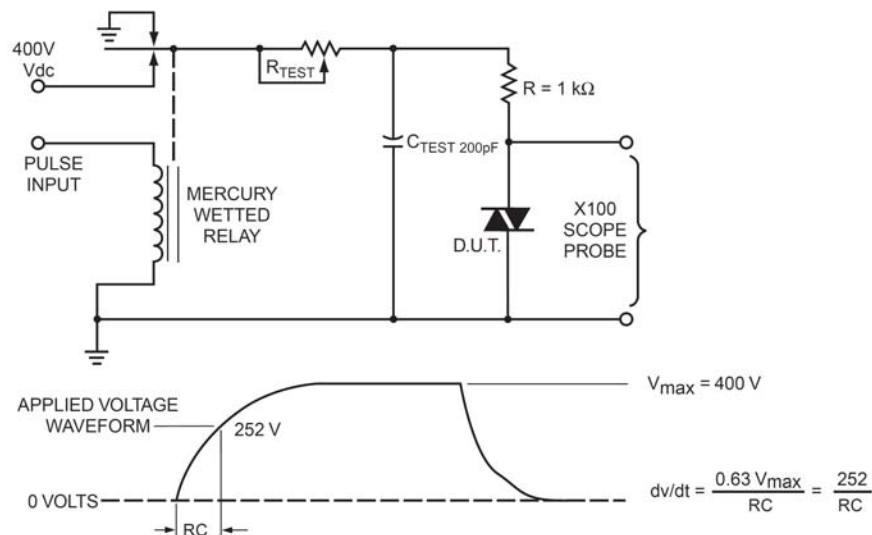 400V
Vdc
R_TEST
R = 1 kΩ
C_TEST 200pF
PULSE
INPUT
MERCURY
WETTED
RELAY
D.U.T.
X100
SCOPE
PROBE
APPLIED VOLTAGE
WAVEFORM
252 V
V_max = 400 V
0 VOLTS
RC
dv/dt = 0.63 V_max / RC = 252 / RC